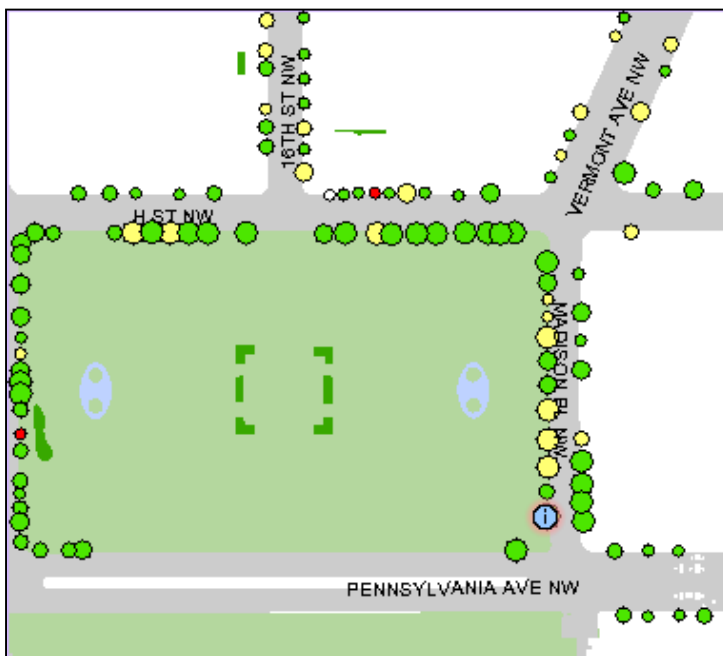 16TH ST NW
VERMONT AVE NW
H ST NW
MADISON PL NW
i
PENNSYLVANIA AVE NW